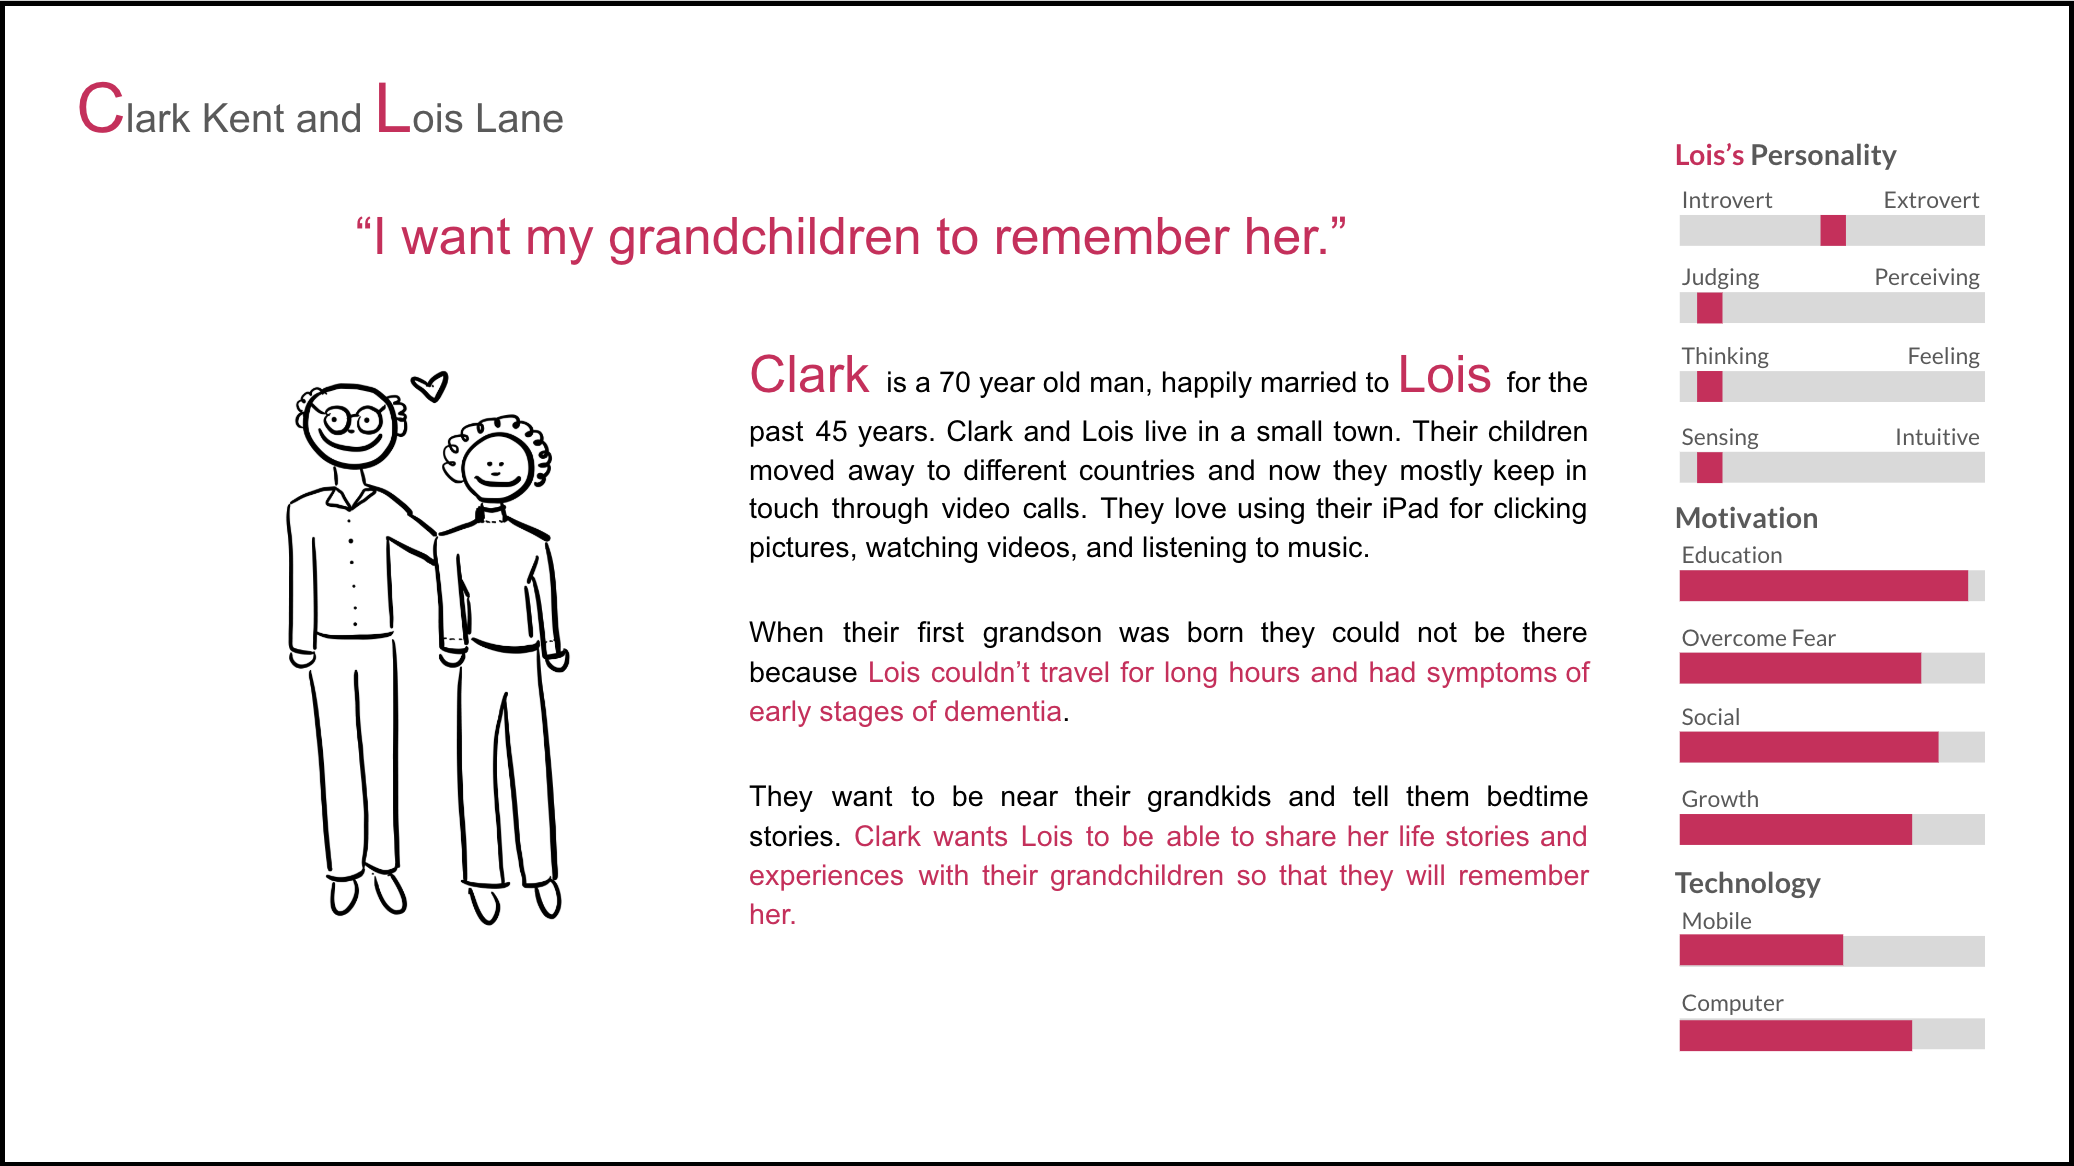 Clark Kent and Lois Lane
“I want my grandchildren to remember her.”
Clark is a 70 year old man, happily married to Lois for the
past 45 years. Clark and Lois live in a small town. Their children
moved away to different countries and now they mostly keep in
touch through video calls. They love using their iPad for clicking
pictures, watching videos, and listening to music.
When their first grandson was born they could not be there
because Lois couldn’t travel for long hours and had symptoms of
early stages of dementia.
They want to be near their grandkids and tell them bedtime
stories. Clark wants Lois to be able to share her life stories and
experiences with their grandchildren so that they will remember
her.
Lois’s Personality
Introvert Extrovert
Judging Perceiving
Thinking Feeling
Sensing Intuitive
Motivation
Education
Overcome Fear
Social
Growth
Technology
Mobile
Computer